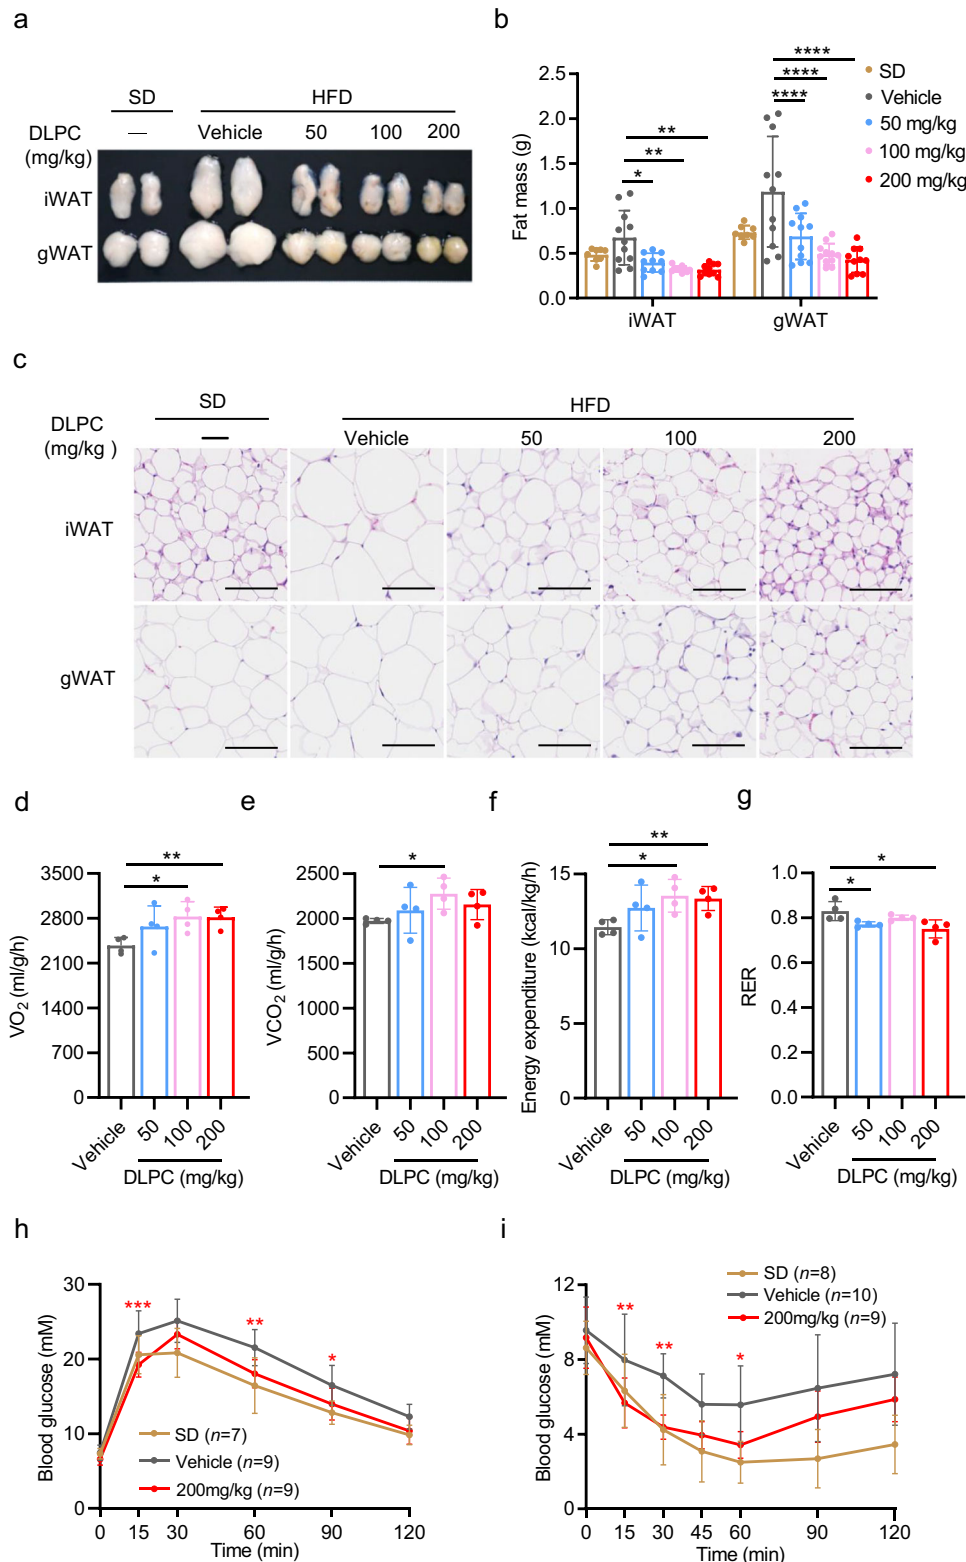 a
SD
HFD
DLPC
(mg/kg)
—
Vehicle
50
100
200
iWAT
gWAT
b
Fat mass (g)
2.5
2.0
1.5
1.0
0.5
0.0
****
****
****
**
**
*
SD
Vehicle
50 mg/kg
100 mg/kg
200 mg/kg
iWAT
gWAT
c
SD
HFD
DLPC
(mg/kg )
—
Vehicle
50
100
200
iWAT
gWAT
d
VO2 (ml/g/h)
3500
2800
2100
1400
700
0
**
*
Vehicle
50
100
200
DLPC (mg/kg)
e
VCO2 (ml/g/h)
2500
2000
1500
1000
500
0
*
Vehicle
50
100
200
DLPC (mg/kg)
f
Energy expenditure (kcal/kg/h)
15
10
5
0
**
*
Vehicle
50
100
200
DLPC (mg/kg)
g
RER
1.0
0.8
0.6
0.4
0.2
0.0
*
*
Vehicle
50
100
200
DLPC (mg/kg)
h
Blood glucose (mM)
30
20
10
0
***
**
*
SD (n=7)
Vehicle (n=9)
200mg/kg (n=9)
0 15 30 60 90 120
Time (min)
i
Blood glucose (mM)
12
8
4
0
**
**
*
SD (n=8)
Vehicle (n=10)
200mg/kg (n=9)
0 15 30 45 60 90 120
Time (min)